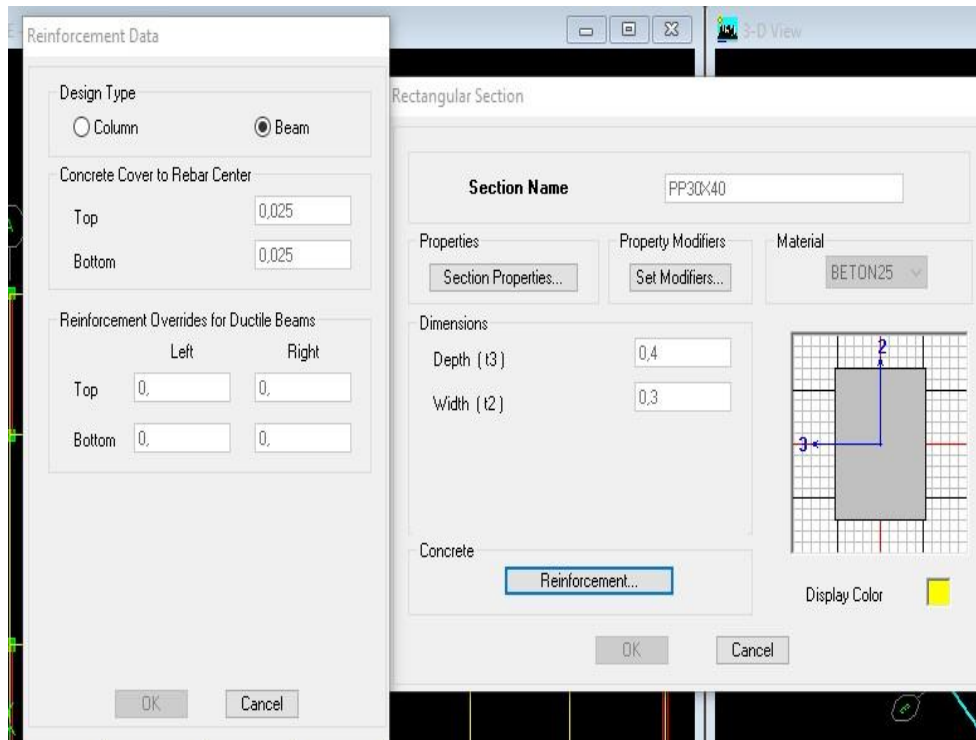 Reinforcement Data
Design Type
Column
Beam
Concrete Cover to Rebar Center
Top 0,025
Bottom 0,025
Reinforcement Overrides for Ductile Beams
Left Right
Top 0, 0,
Bottom 0, 0,
OK Cancel
3-D View
Rectangular Section
Section Name PP30X40
Properties
Section Properties...
Property Modifiers
Set Modifiers...
Material
BETON25
Dimensions
Depth ( t3 ) 0,4
Width ( t2 ) 0,3
2
3
Concrete
Reinforcement...
Display Color
OK Cancel